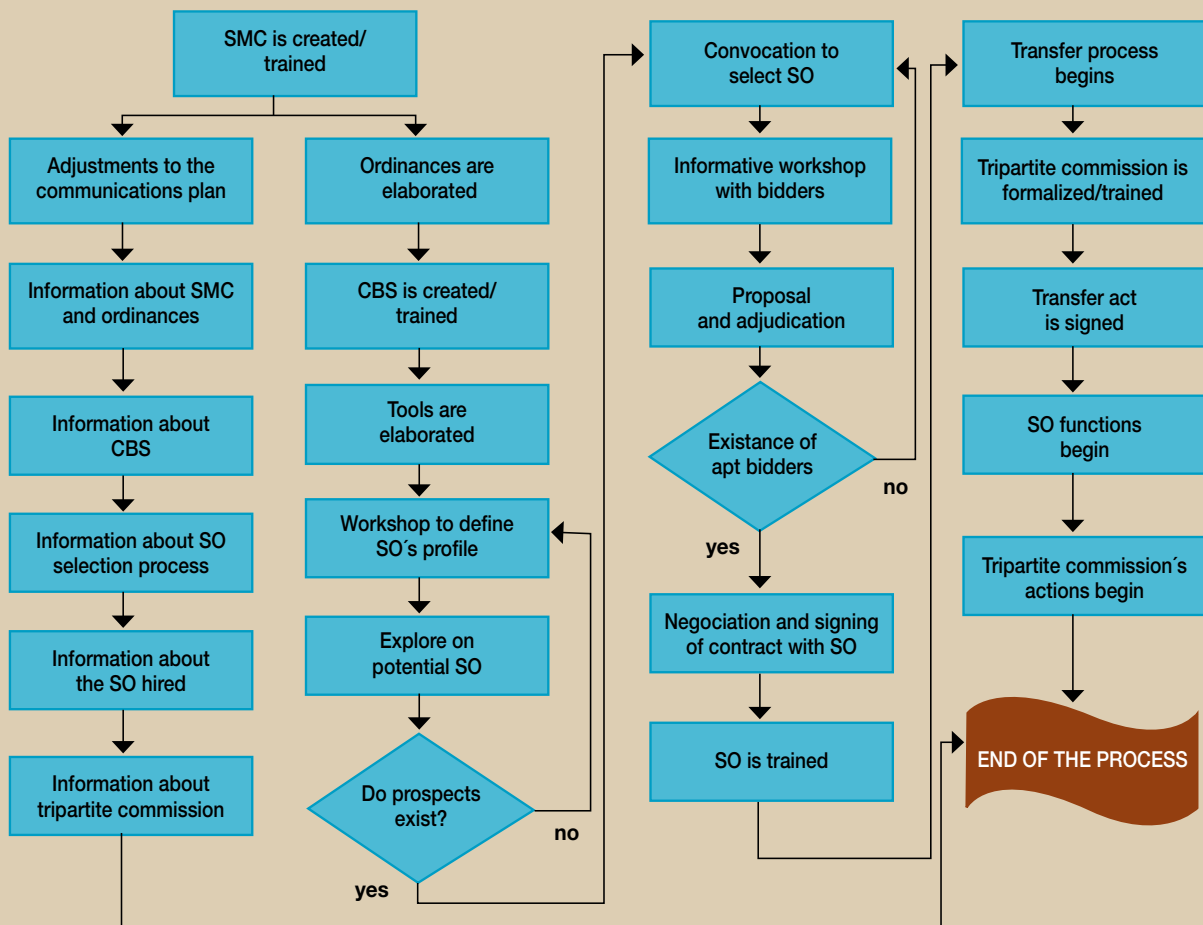 SMC is created/
trained
Adjustments to the
communications plan
Information about SMC
and ordinances
Information about
CBS
Information about SO
selection process
Information about
the SO hired
Information about
tripartite commission
Ordinances are
elaborated
CBS is created/
trained
Tools are
elaborated
Workshop to define
SO´s profile
Explore on
potential SO
Do prospects
exist?
no
yes
Convocation to
select SO
Informative workshop
with bidders
Proposal
and adjudication
Existance of
apt bidders
no
yes
Negociation and signing
of contract with SO
SO is trained
Transfer process
begins
Tripartite commission is
formalized/trained
Transfer act
is signed
SO functions
begin
Tripartite commission´s
actions begin
END OF THE PROCESS